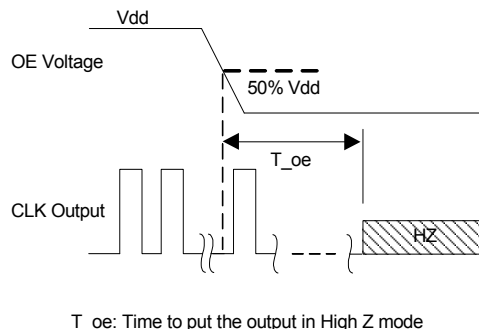 Vdd
OE Voltage
50% Vdd
T_oe
CLK Output
HZ
T_oe: Time to put the output in High Z mode